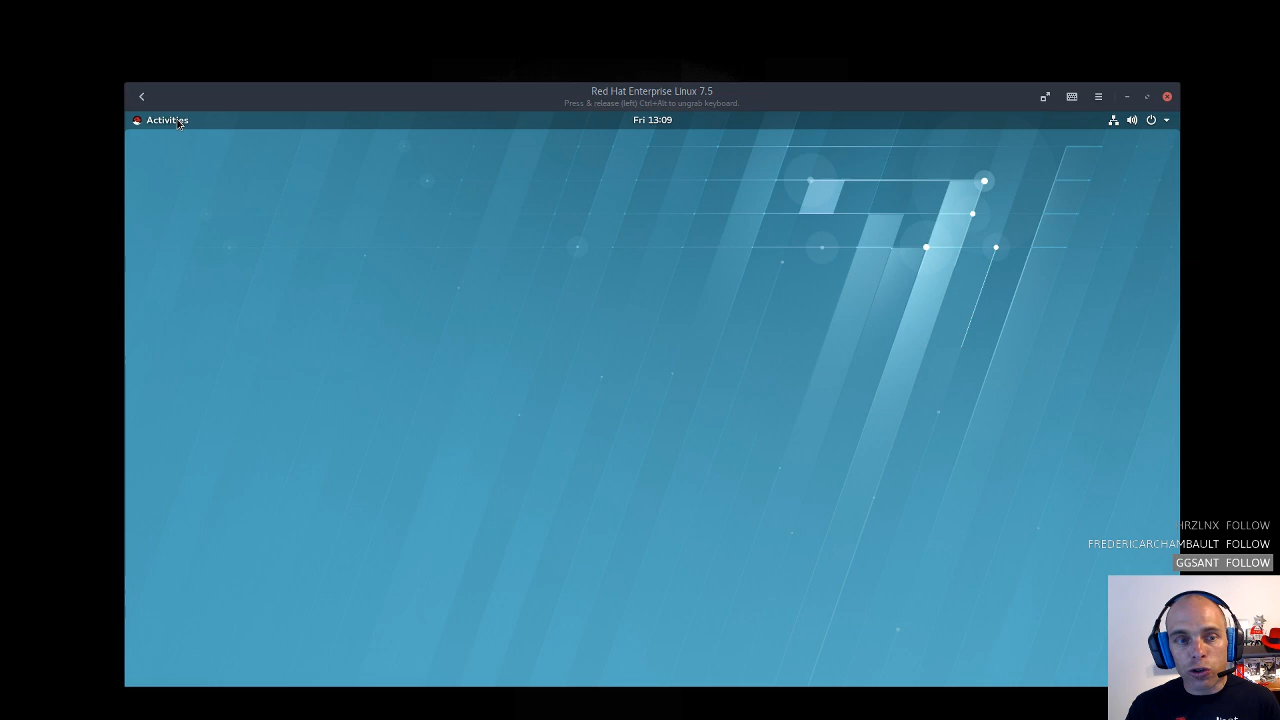 Red Hat Enterprise Linux 7.5
Press & release (left) Ctrl+Alt to ungrab keyboard.
Activities
Fri 13:09
HRZLNX FOLLOW
FREDERICARCHAMBAULT FOLLOW
GGSANT FOLLOW